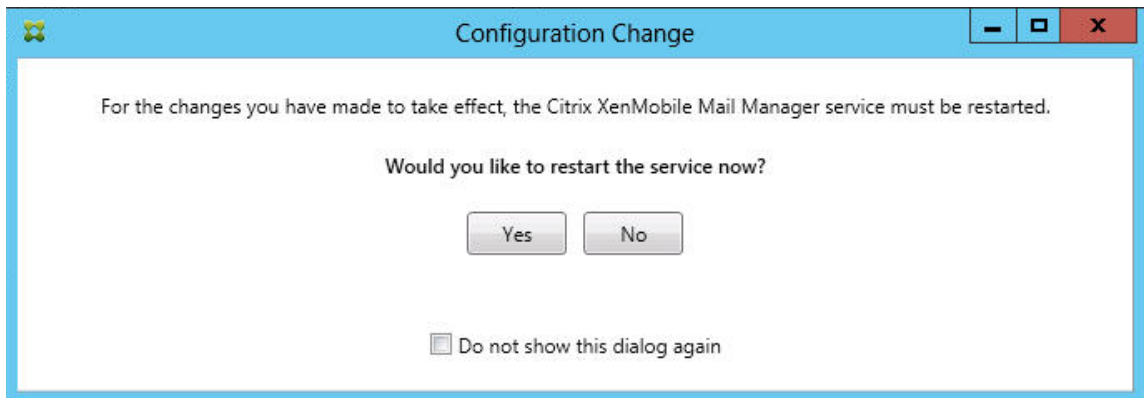 Configuration Change
For the changes you have made to take effect, the Citrix XenMobile Mail Manager service must be restarted.
Would you like to restart the service now?
Yes No
Do not show this dialog again